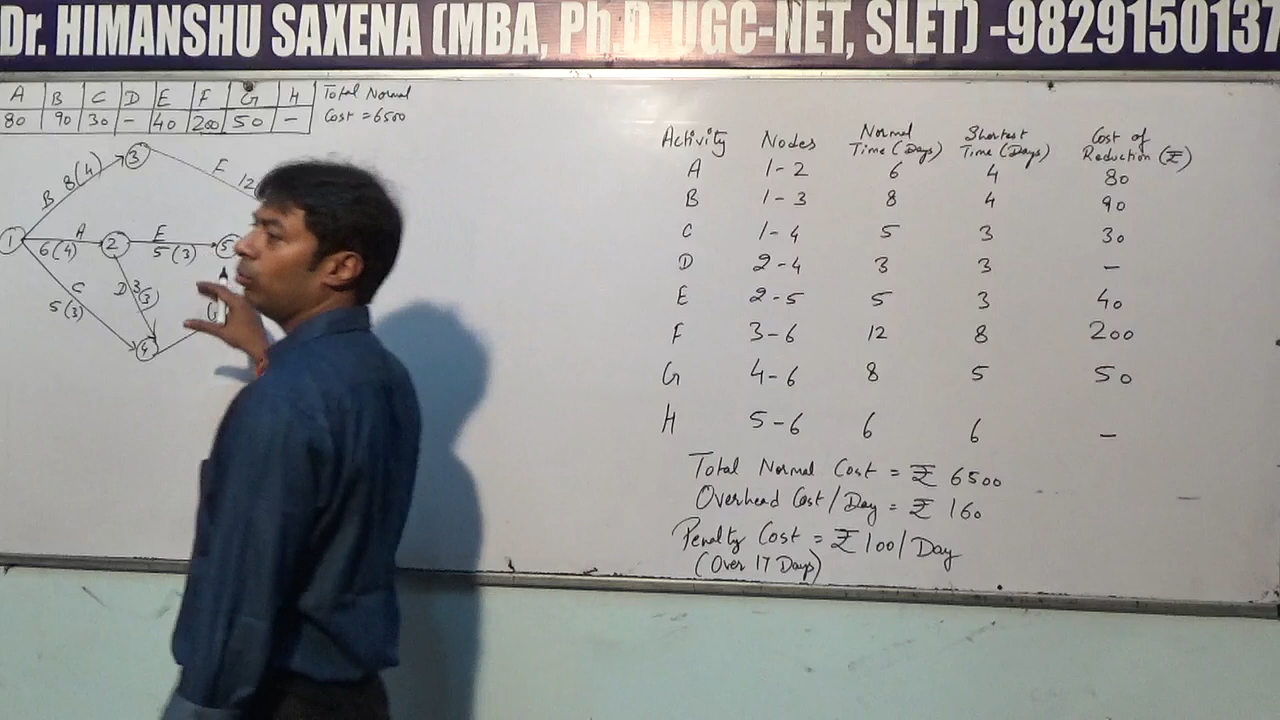 Dr. HIMANSHU SAXENA (MBA, Ph.D, UGC-NET, SLET) -9829150137
A B C D E F G H Total Normal
80 90 30 - 40 200 50 - Cost = 6500
3
B 8(4)
F 12
1 A 6(4) 2 E 5(3) 5
C 5(3)
D 3(3)
4
Activity Nodes Normal Time (Days) Shortest Time (Days) Cost of Reduction (₹)
A 1-2 6 4 80
B 1-3 8 4 90
C 1-4 5 3 30
D 2-4 3 3 -
E 2-5 5 3 40
F 3-6 12 8 200
G 4-6 8 5 50
H 5-6 6 6 -
Total Normal Cost = ₹ 6500
Overhead Cost/Day = ₹ 160
Penalty Cost = ₹ 100/Day
(Over 17 Days)